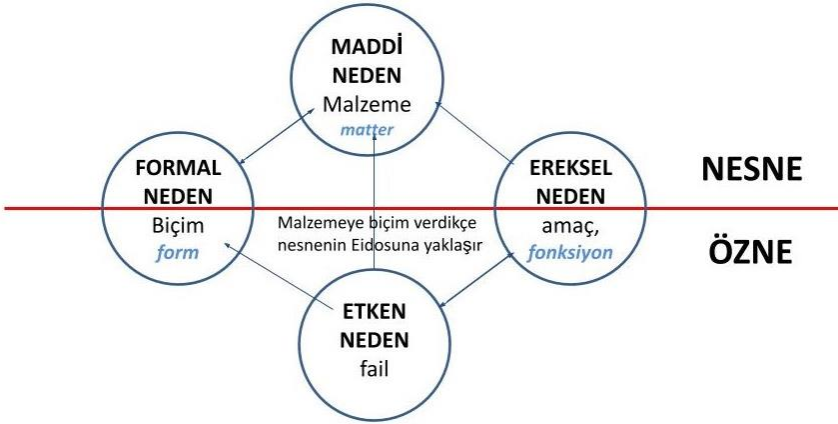 MADDİ
NEDEN
Malzeme
matter
FORMAL
NEDEN
Biçim
form
EREKSEL
NEDEN
amaç,
fonksiyon
NESNE
ÖZNE
Malzemeye biçim verdikçe
nesnenin Eidosuna yaklaşır
ETKEN
NEDEN
fail